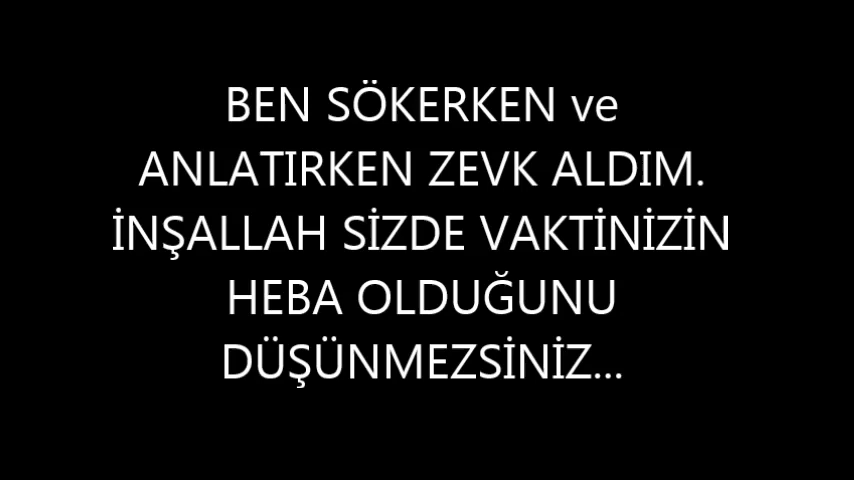 BEN SÖKERKEN ve
ANLATIRKEN ZEVK ALDIM.
İNŞALLAH SİZDE VAKTİNİZİN
HEBA OLDUĞUNU
DÜŞÜNMEZSİNİZ...